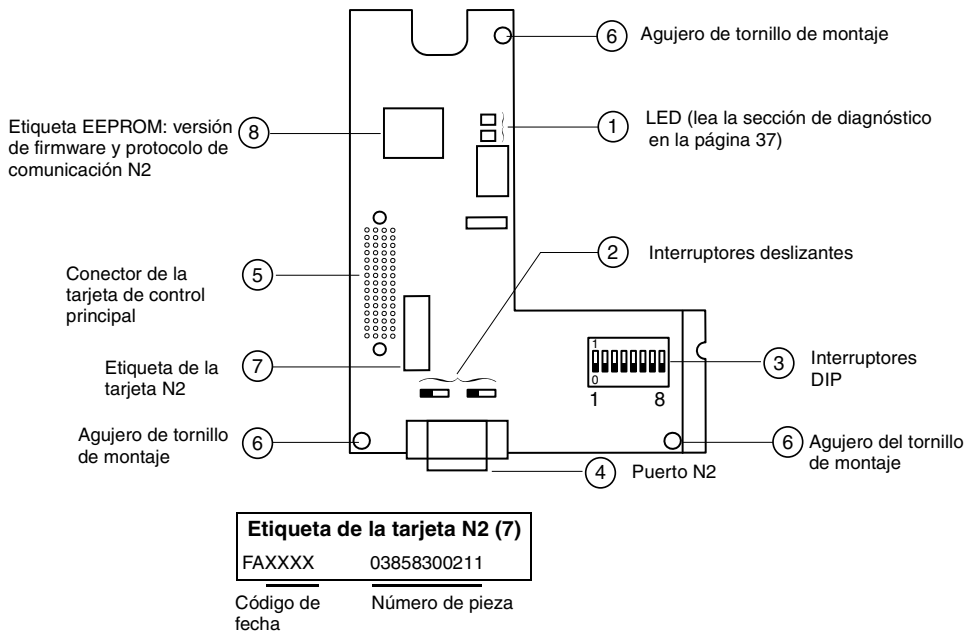 6 Agujero de tornillo de montaje
1 LED (lea la sección de diagnóstico
en la página 37)
Etiqueta EEPROM: versión
de firmware y protocolo de
comunicación N2
8
2 Interruptores deslizantes
Conector de la
tarjeta de control
principal
5
1
0
1 8
3 Interruptores
DIP
Etiqueta de la
tarjeta N2
7
Agujero de tornillo
de montaje
6
6 Agujero del tornillo
de montaje
4 Puerto N2
Etiqueta de la tarjeta N2 (7)
FAXXXX 03858300211
Código de
fecha
Número de pieza